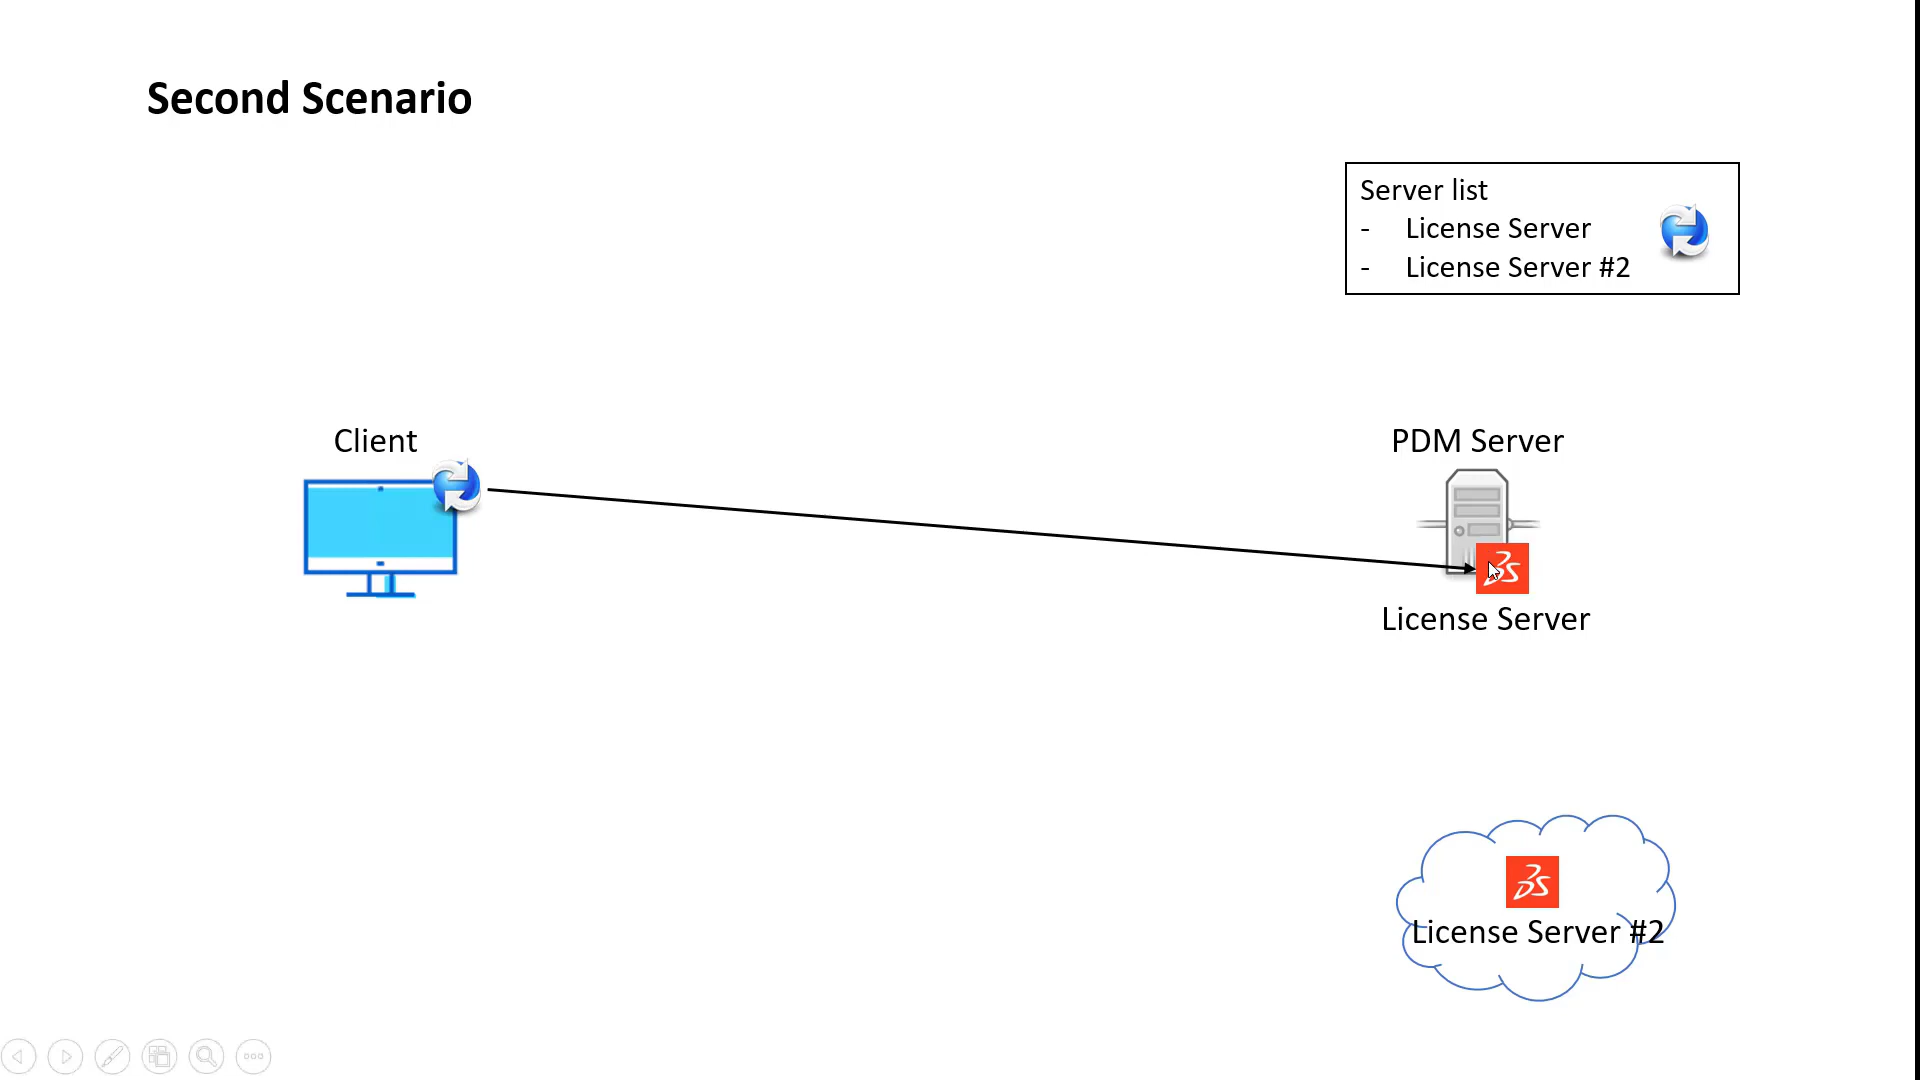 Second Scenario
Server list
- License Server
- License Server #2
Client
PDM Server
License Server
License Server #2